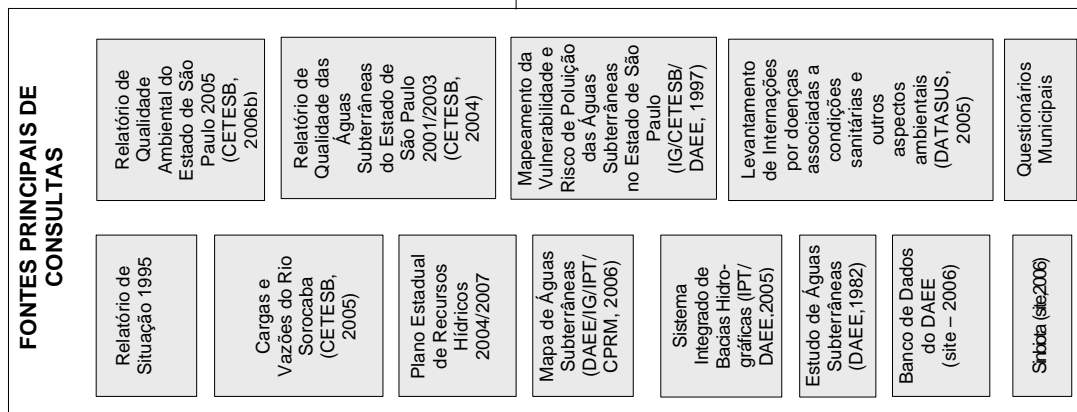 FONTES PRINCIPAIS DE
CONSULTAS
Relatório de
Situação 1995
Cargas e
Vazões do Rio
Sorocaba
(CETESB,
2005)
Plano Estadual
de Recursos
Hídricos
2004/2007
Mapa de Águas
Subterrâneas
(DAEE/IG/IPT/
CPRM, 2006)
Sistema
Integrado de
Bacias Hidro-
gráficas (IPT/
DAEE,2005)
Estudo de Águas
Subterrâneas
(DAEE,1982)
Banco de Dados
do DAEE
(site – 2006)
Sinbiota (site,2006)
Relatório de
Qualidade
Ambiental do
Estado de São
Paulo 2005
(CETESB,
2006b)
Relatório de
Qualidade das
Águas
Subterrâneas
do Estado de
São Paulo
2001/2003
(CETESB,
2004)
Mapeamento da
Vulnerabilidade e
Risco de Poluição
das Águas
Subterrâneas
no Estado de São
Paulo
(IG/CETESB/
DAEE, 1997)
Levantamento
de Internações
por doenças
associadas a
condições
sanitárias e
outros
aspectos
ambientais
(DATASUS,
2005)
Questionários
Municipais